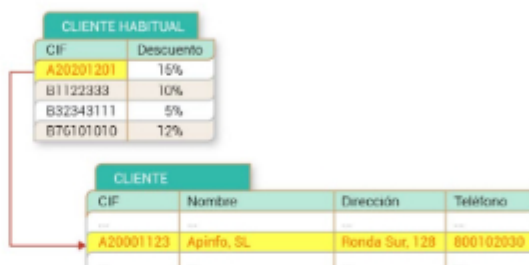 CLIENTE HABITUAL
CIF Descuento
A20201201 15%
B1122333 10%
B32343111 5%
B76101010 12%
CLIENTE
CIF Nombre Dirección Teléfono
... ... ... ...
A20001123 Apinfo, SL Ronda Sur, 128 800102030